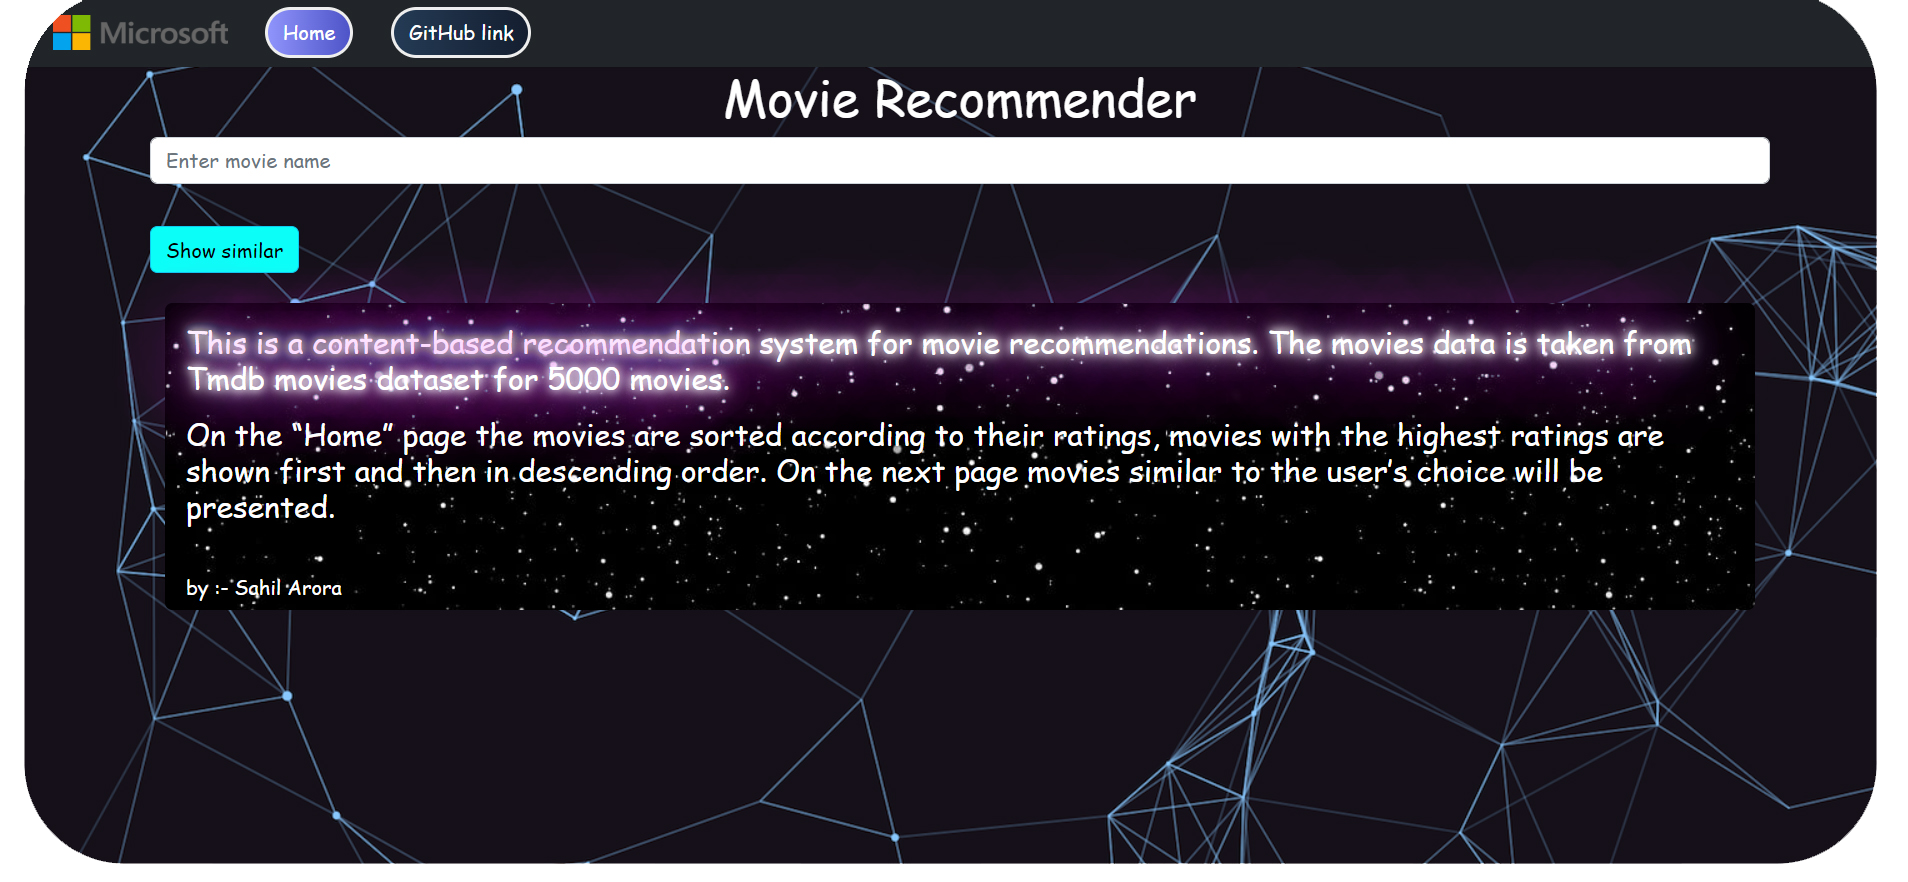 Microsoft Home GitHub link
Movie Recommender
Enter movie name
Show similar
This is a content-based recommendation system for movie recommendations. The movies data is taken from
Tmdb movies dataset for 5000 movies.
On the “Home” page the movies are sorted according to their ratings, movies with the highest ratings are
shown first and then in descending order. On the next page movies similar to the user’s choice will be
presented.
by :- Sahil Arora